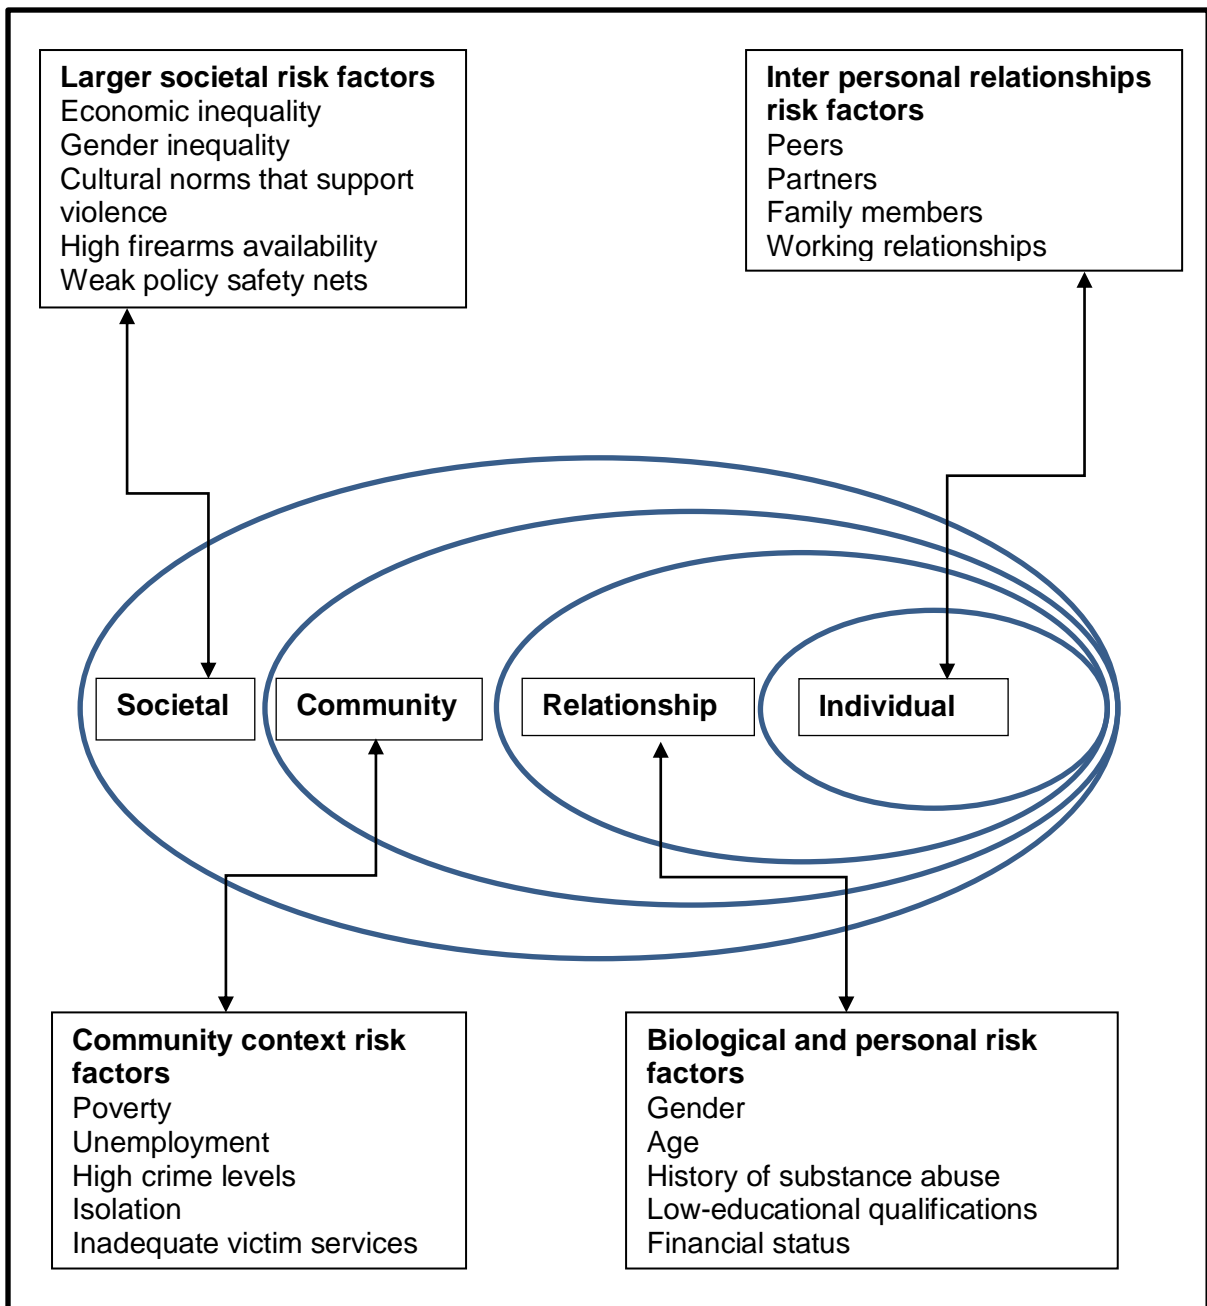 Larger societal risk factors
Economic inequality
Gender inequality
Cultural norms that support
violence
High firearms availability
Weak policy safety nets
Inter personal relationships
risk factors
Peers
Partners
Family members
Working relationships
Societal
Community
Relationship
Individual
Community context risk
factors
Poverty
Unemployment
High crime levels
Isolation
Inadequate victim services
Biological and personal risk
factors
Gender
Age
History of substance abuse
Low-educational qualifications
Financial status